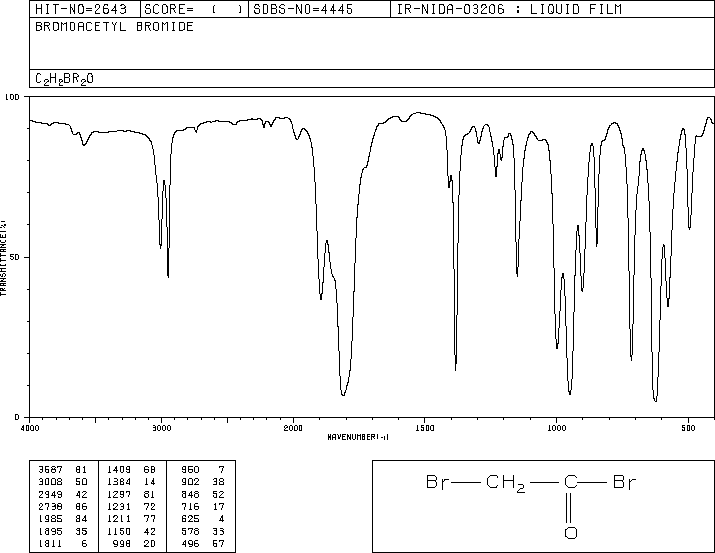 HIT-NO=2643 SCORE= ( ) SDBS-NO=4445 IR-NIDA-03206 : LIQUID FILM
BROMOACETYL BROMIDE
C2H2BR2O
100
50
0
TRANSMITTANCE(%)
4000 3000 2000 1500 1000 500
WAVENUMBER(-1)
3587 81 1409 68 950 7
3008 50 1384 14 902 38
2949 42 1297 81 848 52
2738 86 1231 72 716 17
1985 84 1211 77 625 4
1895 35 1150 42 578 33
1811 6 998 20 496 57
Br CH2 C Br
O